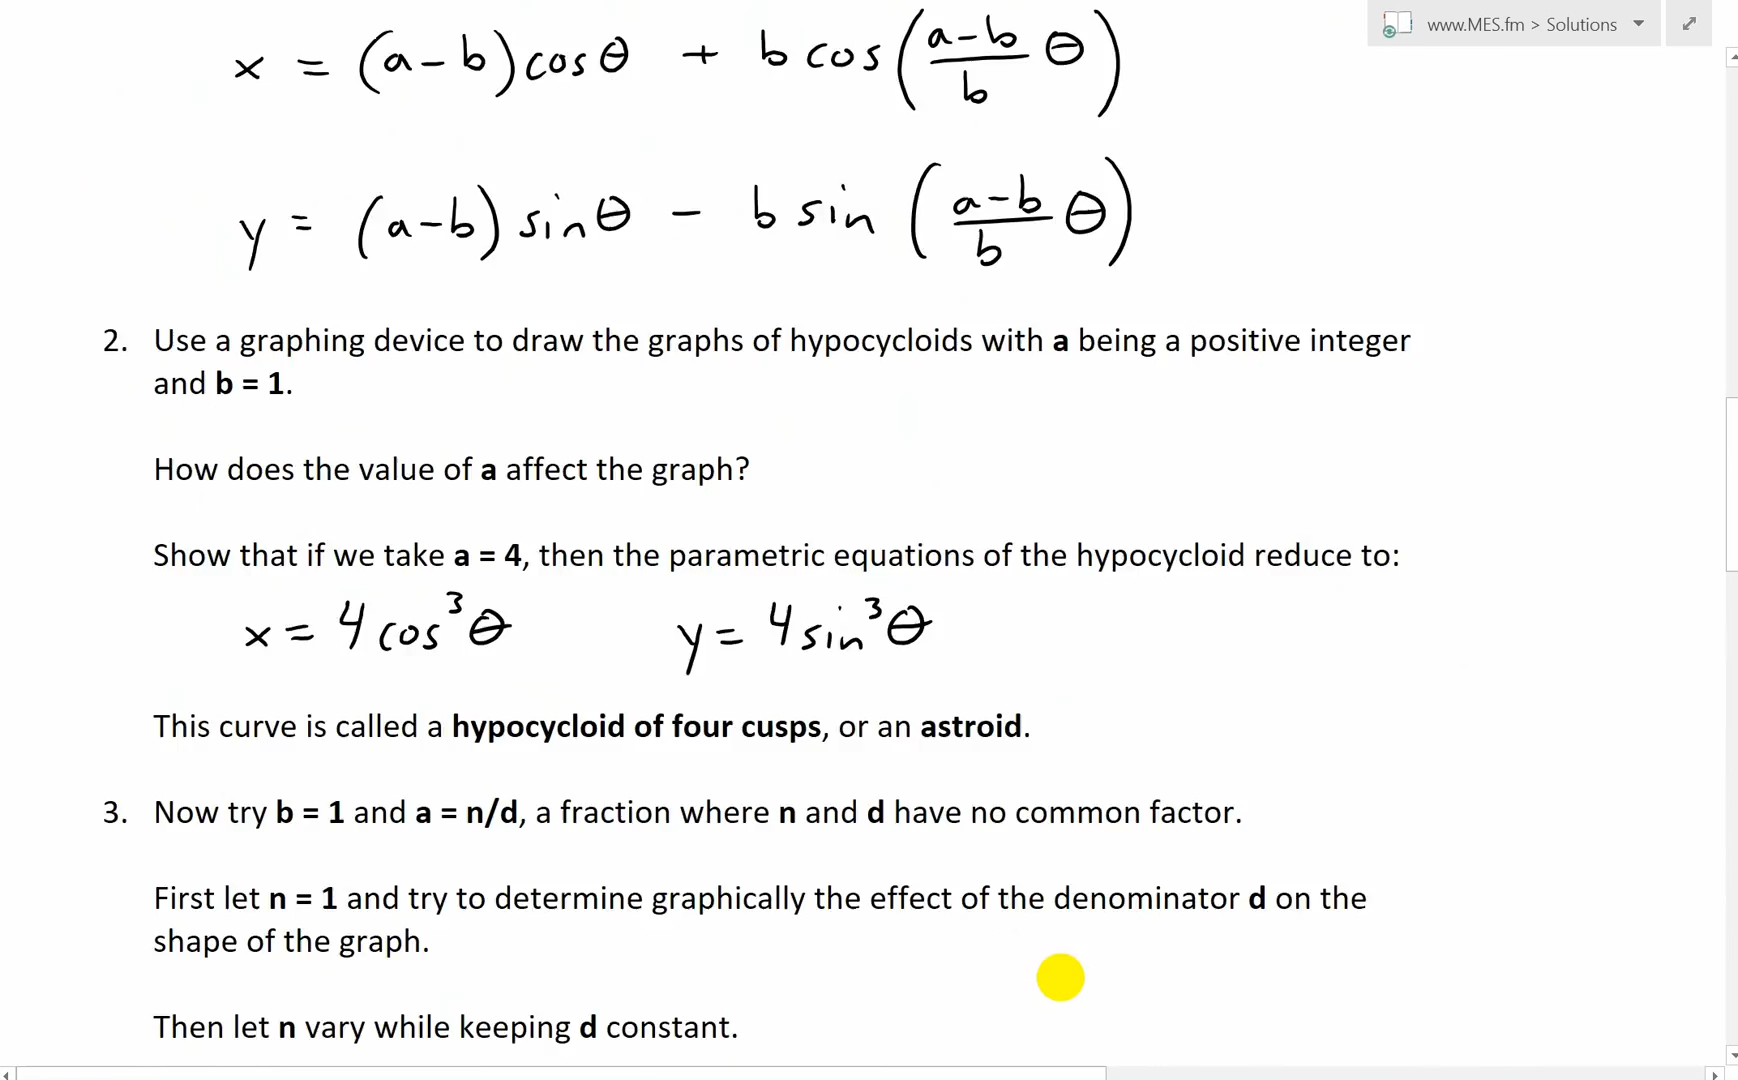 www.MES.fm > Solutions
x = (a-b) cos θ + b cos ( (a-b)/b θ )
y = (a-b) sin θ - b sin ( (a-b)/b θ )
2. Use a graphing device to draw the graphs of hypocycloids with a being a positive integer
and b = 1.
How does the value of a affect the graph?
Show that if we take a = 4, then the parametric equations of the hypocycloid reduce to:
x = 4 cos³ θ y = 4 sin³ θ
This curve is called a hypocycloid of four cusps, or an astroid.
3. Now try b = 1 and a = n/d, a fraction where n and d have no common factor.
First let n = 1 and try to determine graphically the effect of the denominator d on the
shape of the graph.
Then let n vary while keeping d constant.